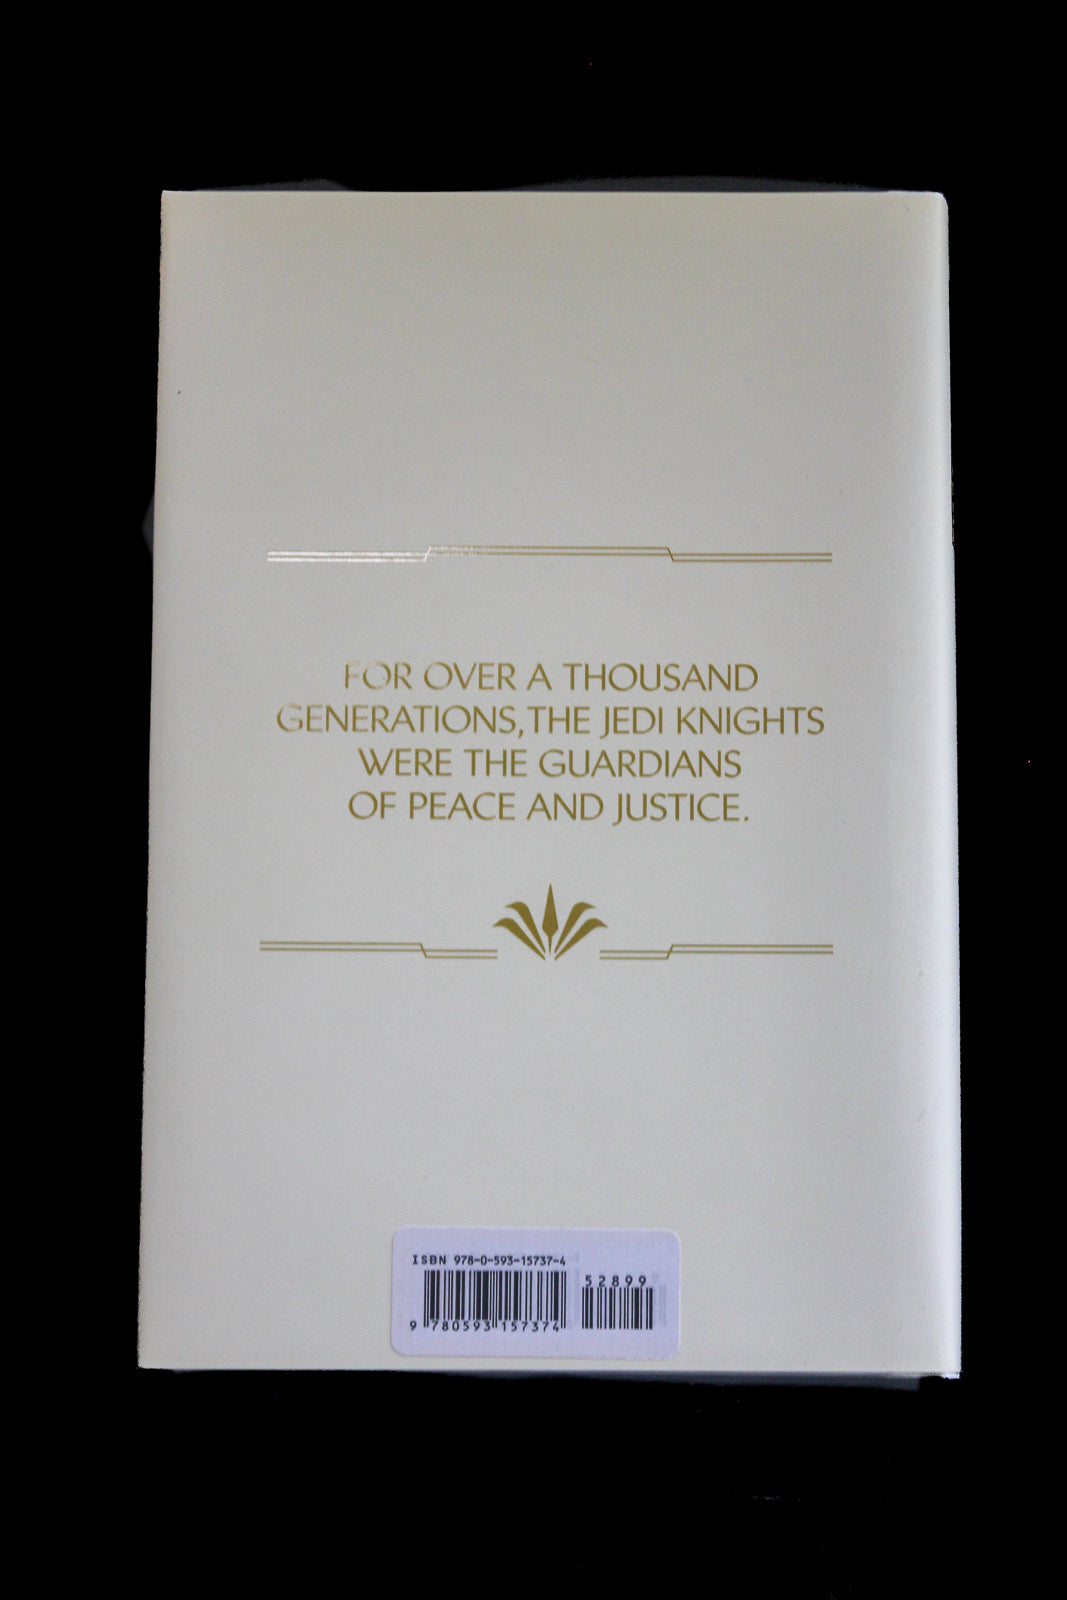 FOR OVER A THOUSAND
GENERATIONS, THE JEDI KNIGHTS
WERE THE GUARDIANS
OF PEACE AND JUSTICE.
ISBN 978-0-593-15737-4
52899
9 780593 157374